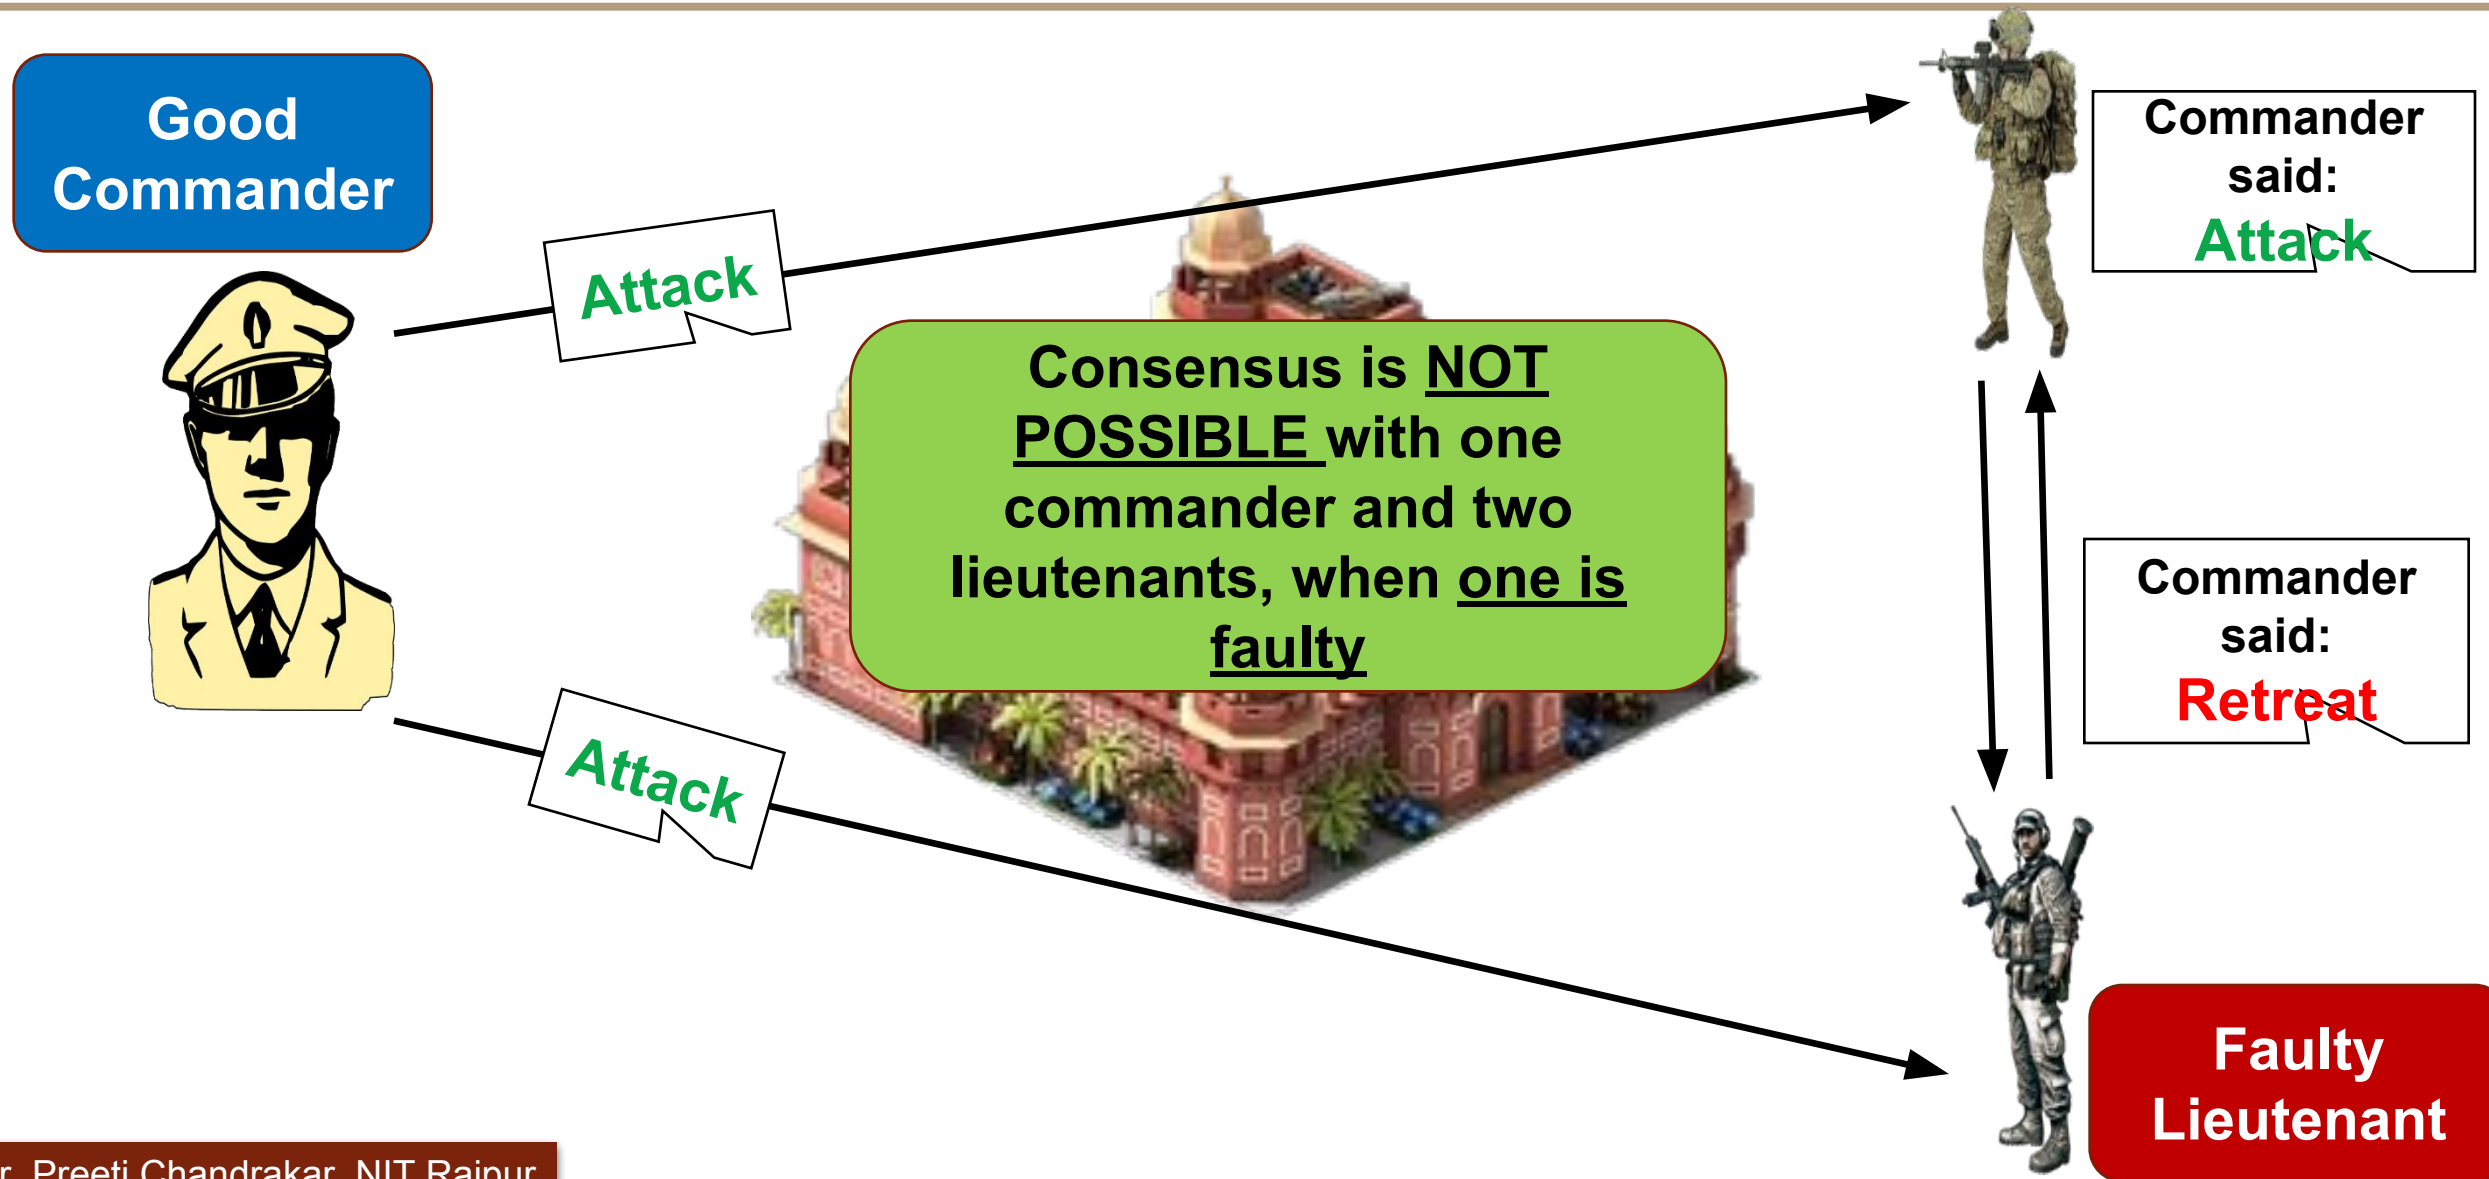 Good
Commander
Attack
Commander
said:
Attack
Consensus is NOT
POSSIBLE with one
commander and two
lieutenants, when one is
faulty
Commander
said:
Retreat
Attack
Faulty
Lieutenant
r. Preeti Chandrakar, NIT Raipur